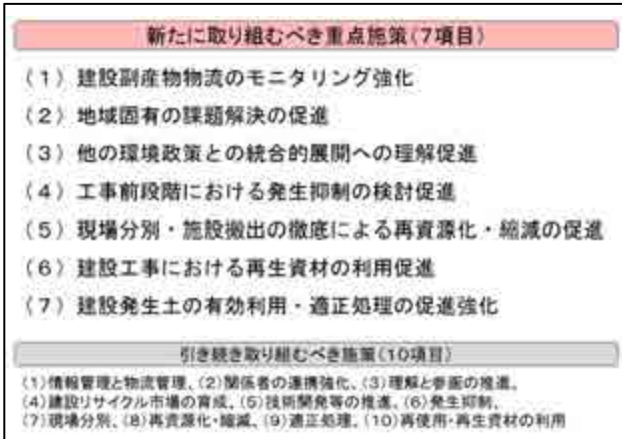 新たに取り組むべき重点施策(7項目)
(1) 建設副産物物流のモニタリング強化
(2) 地域固有の課題解決の促進
(3) 他の環境政策との統合的展開への理解促進
(4) 工事前段階における発生抑制の検討促進
(5) 現場分別・施設搬出の徹底による再資源化・縮減の促進
(6) 建設工事における再生資材の利用促進
(7) 建設発生土の有効利用・適正処理の促進強化
引き続き取り組むべき施策(10項目)
(1)情報管理と物流管理、(2)関係者の連携強化、(3)理解と参画の推進、
(4)建設リサイクル市場の育成、(5)技術開発等の推進、(6)発生抑制、
(7)現場分別、(8)再資源化・縮減、(9)適正処理、(10)再使用・再生資材の利用